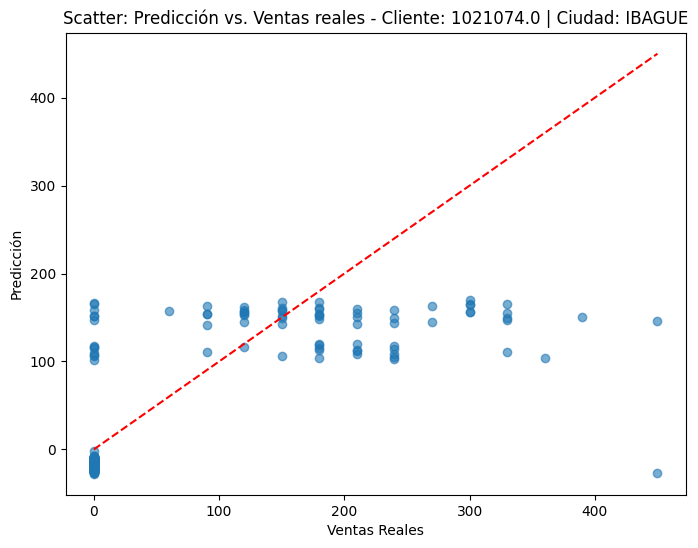 Scatter: Predicción vs. Ventas reales - Cliente: 1021074.0 | Ciudad: IBAGUE
Predicción
400
300
200
100
0
0 100 200 300 400
Ventas Reales